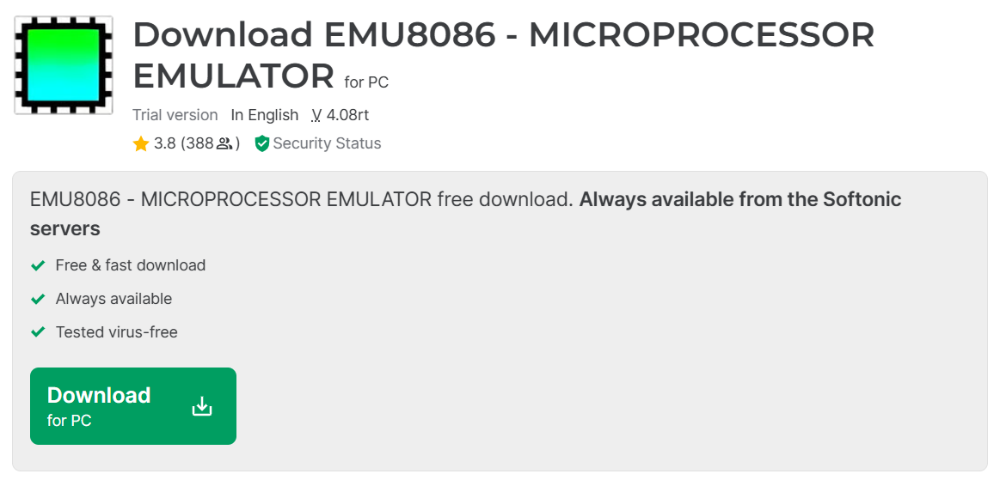 Download EMU8086 - MICROPROCESSOR
EMULATOR for PC
Trial version In English V 4.08rt
3.8 (388) Security Status
EMU8086 - MICROPROCESSOR EMULATOR free download. Always available from the Softonic
servers
Free & fast download
Always available
Tested virus-free
Download
for PC